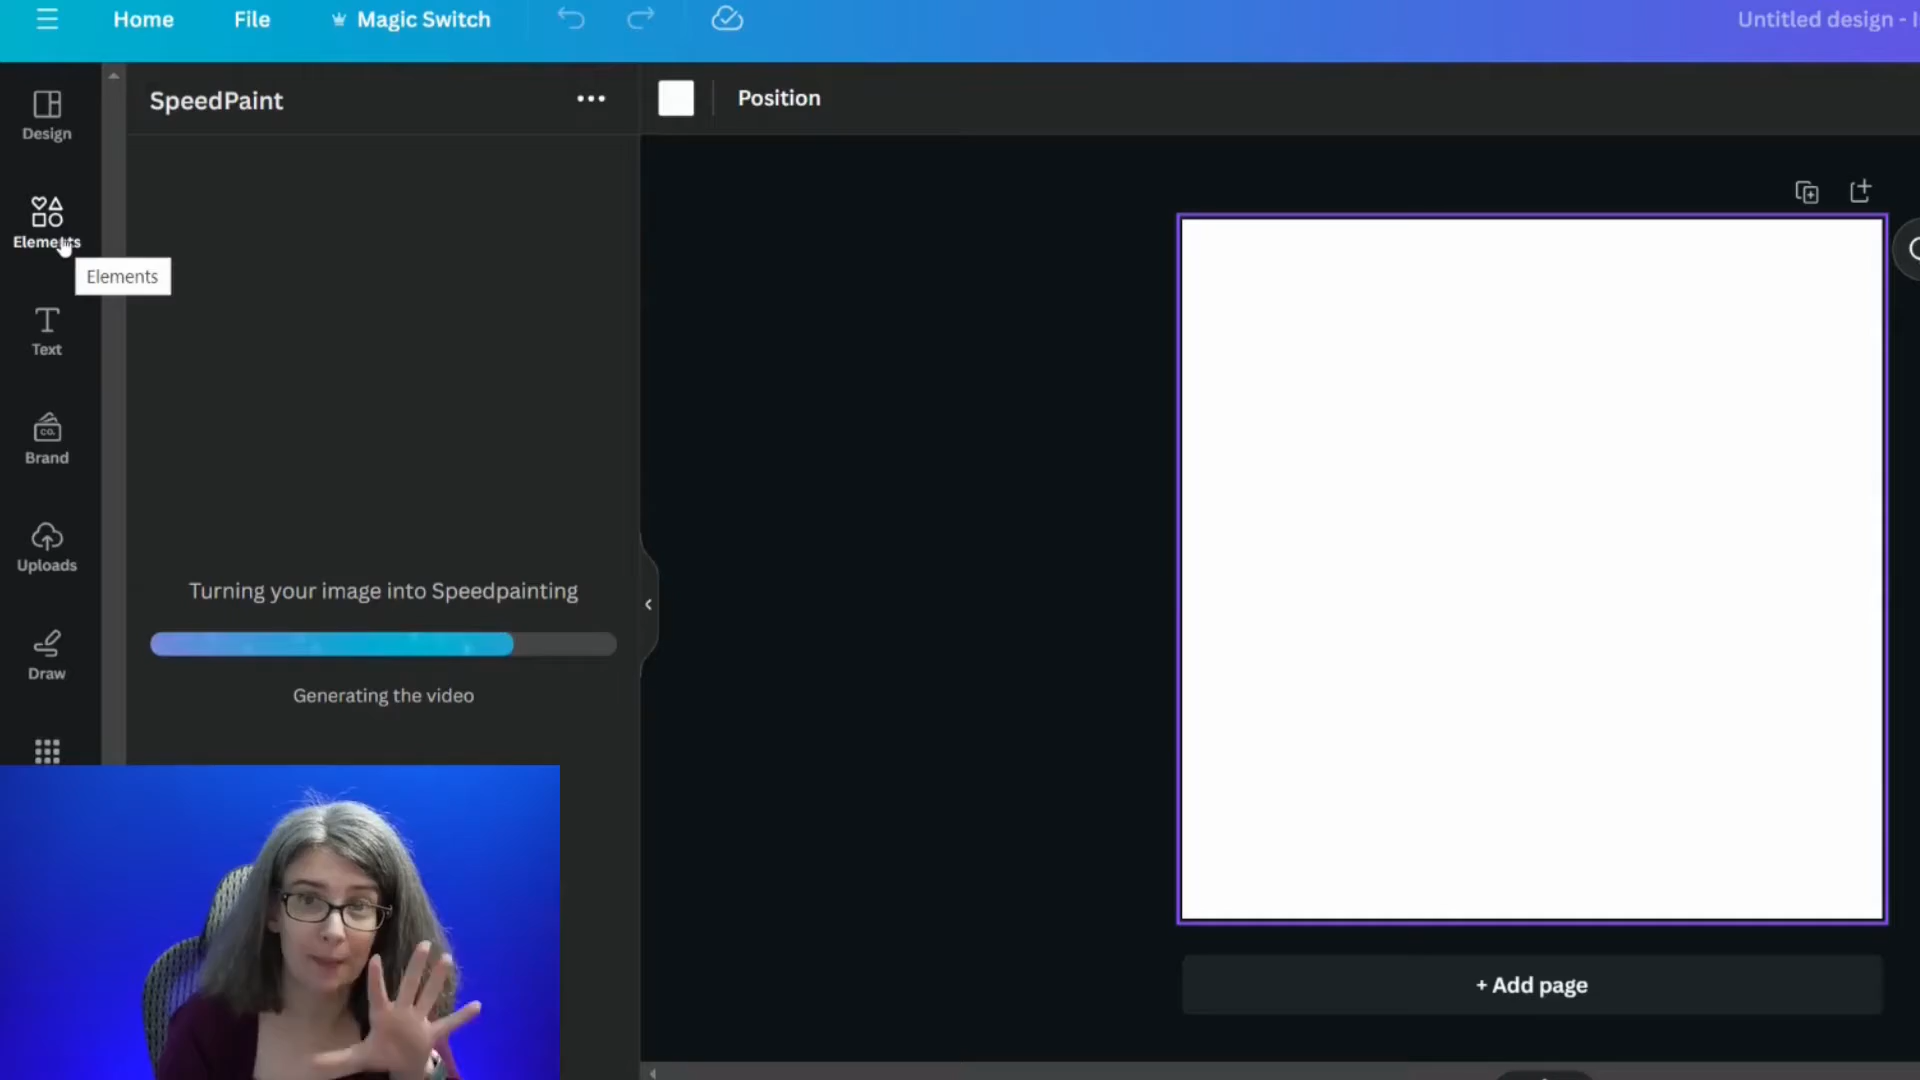 Home File Magic Switch Untitled design -
SpeedPaint
Position
Design
Elements
Elements
Text
Brand
CO.
Uploads
Draw
Turning your image into Speedpainting
Generating the video
+ Add page